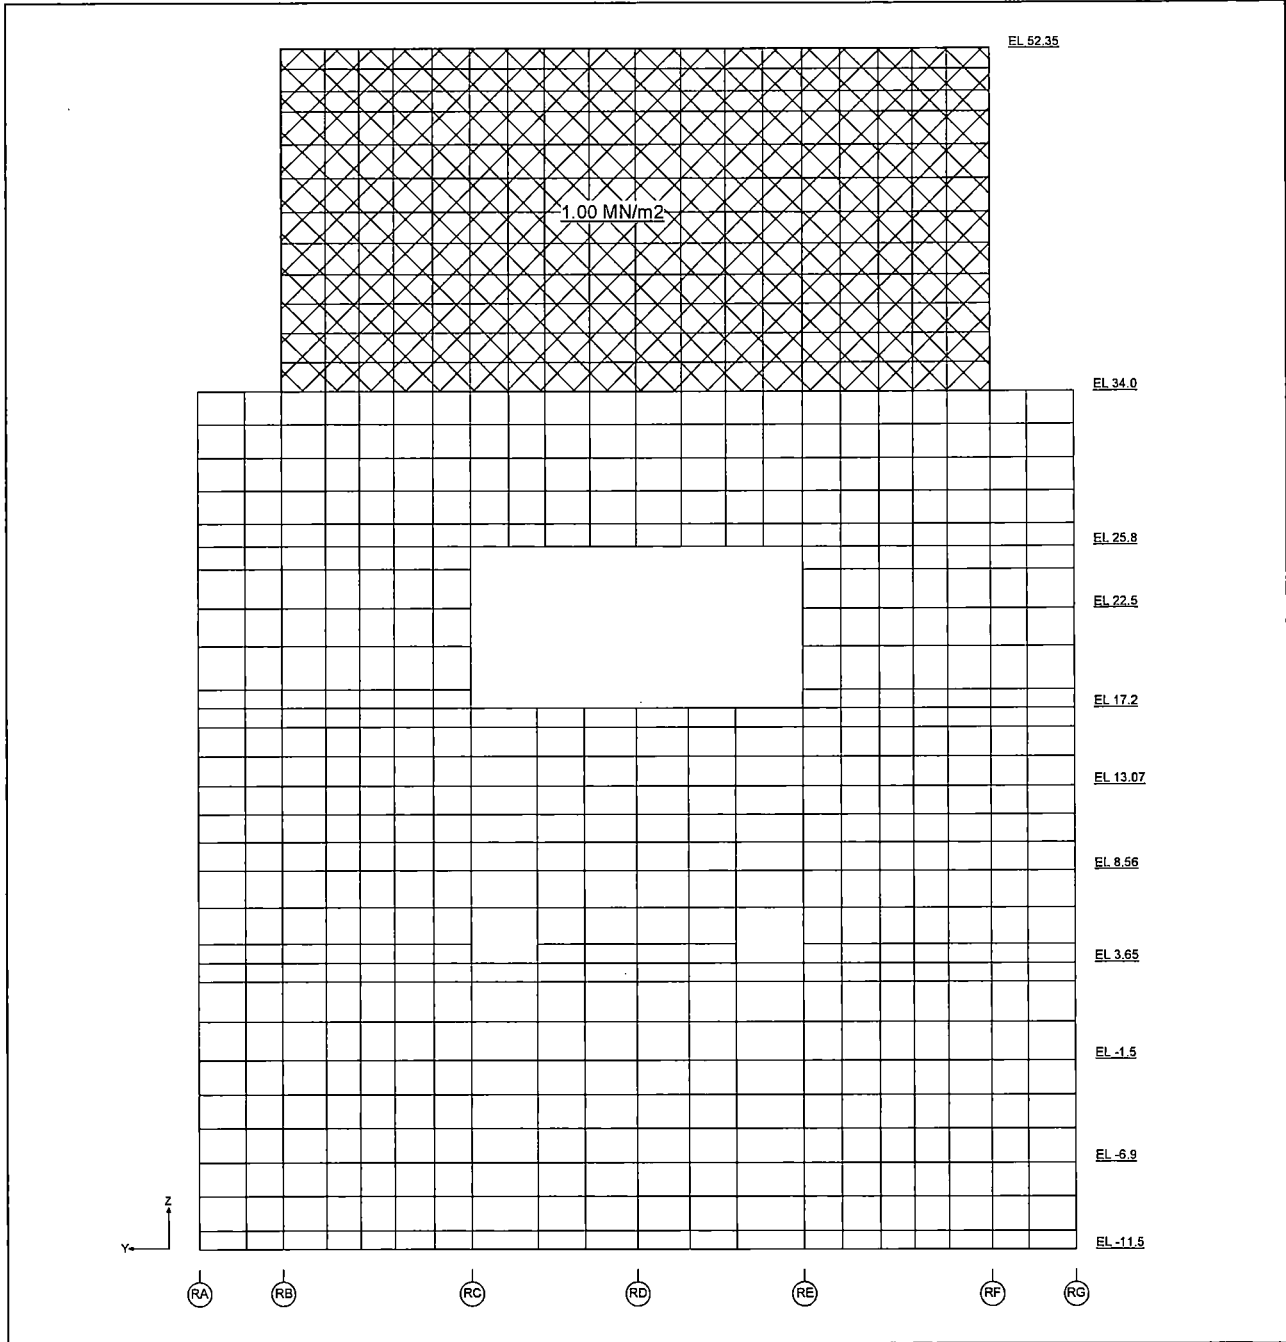 EL 52.35
1.00 MN/m2
EL 34.0
EL 25.8
EL 22.5
EL 17.2
EL 13.07
EL 8.56
EL 3.65
EL -1.5
EL -6.9
Z
Y
EL -11.5
RA RB RC RD RE RF RG